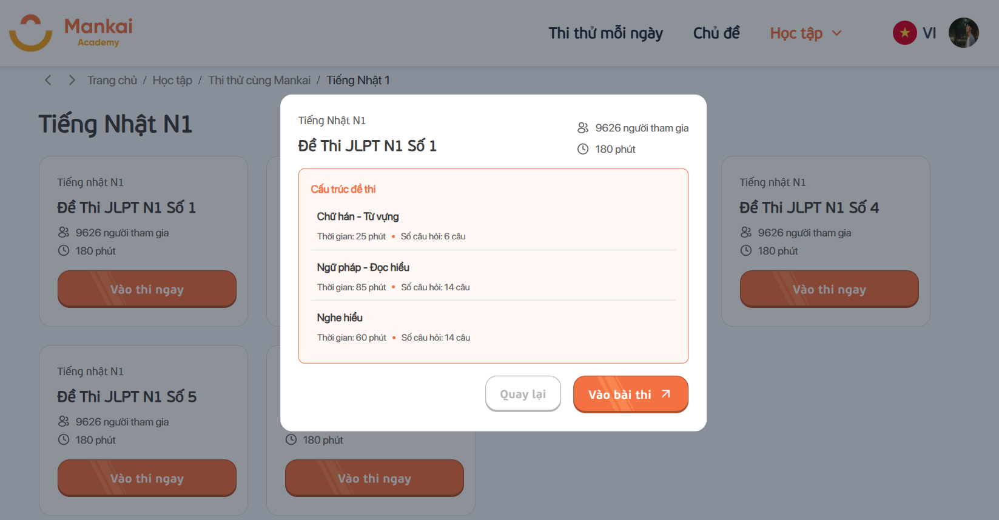 Mankai
Academy
Thi thử mỗi ngày
Chủ đề
Học tập
VI
Trang chủ / Học tập / Thi thử cùng Mankai / Tiếng Nhật 1
Tiếng Nhật N1
Tiếng nhật N1
Đề Thi JLPT N1 Số 1
9626 người tham gia
180 phút
Vào thi ngay
Tiếng Nhật N1
Đề Thi JLPT N1 Số 1
9626 người tham gia
180 phút
Cấu trúc đề thi
Chữ hán - Từ vựng
Thời gian: 25 phút • Số câu hỏi: 6 câu
Ngữ pháp - Đọc hiểu
Thời gian: 85 phút • Số câu hỏi: 14 câu
Nghe hiểu
Thời gian: 60 phút • Số câu hỏi: 14 câu
Quay lại
Vào bài thi
Tiếng nhật N1
Đề Thi JLPT N1 Số 4
9626 người tham gia
180 phút
Vào thi ngay
Tiếng nhật N1
Đề Thi JLPT N1 Số 5
9626 người tham gia
180 phút
Vào thi ngay
180 phút
Vào thi ngay